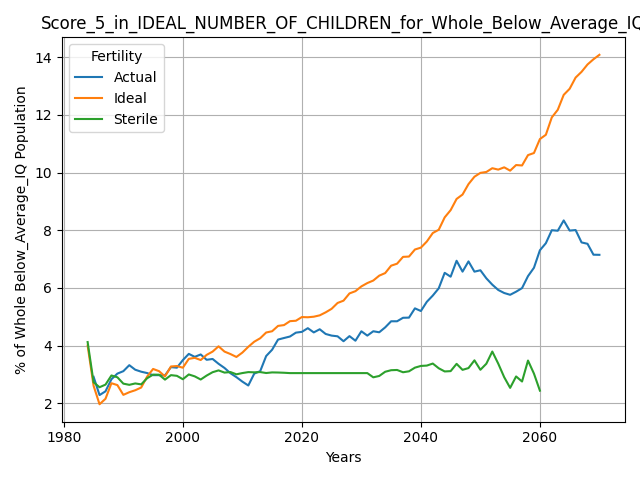 Score_5_in_IDEAL_NUMBER_OF_CHILDREN_for_Whole_Below_Average_IQ
Fertility
Actual
Ideal
Sterile
% of Whole Below_Average_IQ Population
14
12
10
8
6
4
2
1980 2000 2020 2040 2060
Years